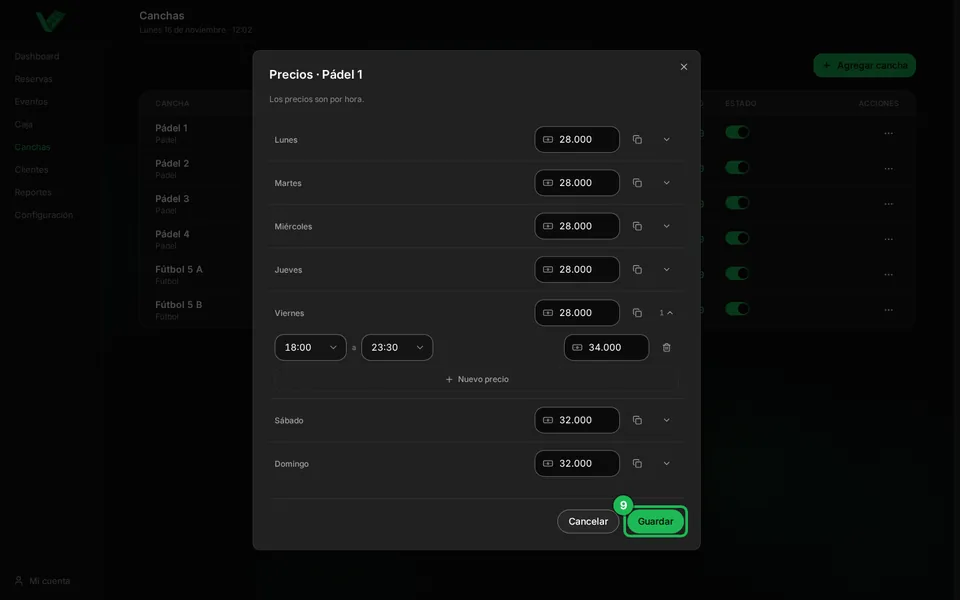 Canchas
Lunes 16 de noviembre · 12:02
Dashboard
Reservas
Eventos
Caja
Canchas
Clientes
Reportes
Configuración
Mi cuenta
+ Agregar cancha
CANCHA
ESTADO
ACCIONES
Pádel 1
Pádel
Pádel 2
Pádel
Pádel 3
Pádel
Pádel 4
Pádel
Fútbol 5 A
Fútbol
Fútbol 5 B
Fútbol
Precios · Pádel 1
Los precios son por hora.
Lunes 28.000
Martes 28.000
Miércoles 28.000
Jueves 28.000
Viernes 28.000 1
18:00 a 23:30 34.000
+ Nuevo precio
Sábado 32.000
Domingo 32.000
9
Cancelar Guardar